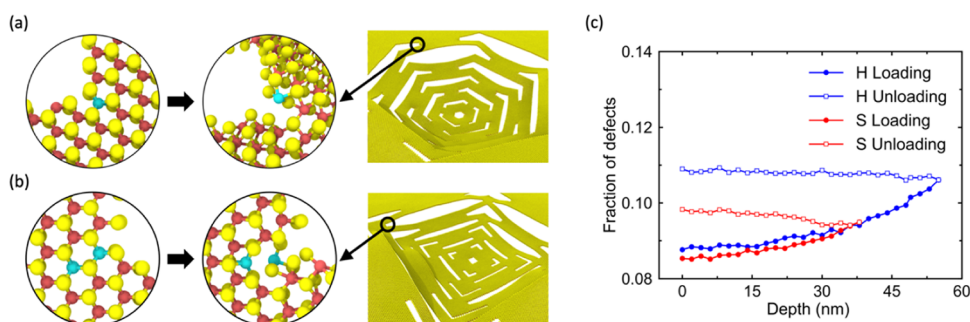 (a)
(b)
(c)
0.14
0.12
0.10
0.08
Fraction of defects
H Loading
H Unloading
S Loading
S Unloading
0 15 30 45 60
Depth (nm)